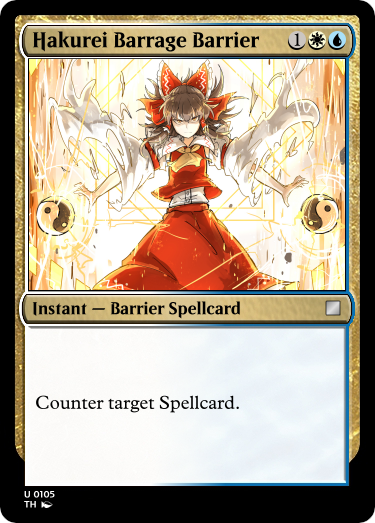 Hakurei Barrage Barrier 1
Instant — Barrier Spellcard
Counter target Spellcard.
U 0105
TH